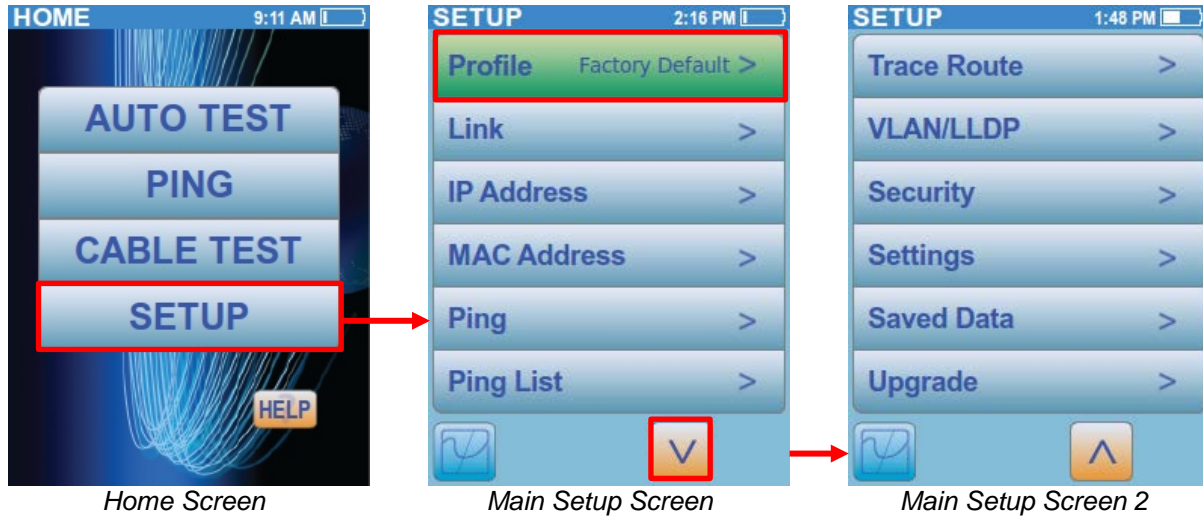 HOME 9:11 AM
AUTO TEST
PING
CABLE TEST
SETUP
HELP
Home Screen
SETUP 2:16 PM
Profile Factory Default >
Link >
IP Address >
MAC Address >
Ping >
Ping List >
Main Setup Screen
SETUP 1:48 PM
Trace Route >
VLAN/LLDP >
Security >
Settings >
Saved Data >
Upgrade >
Main Setup Screen 2